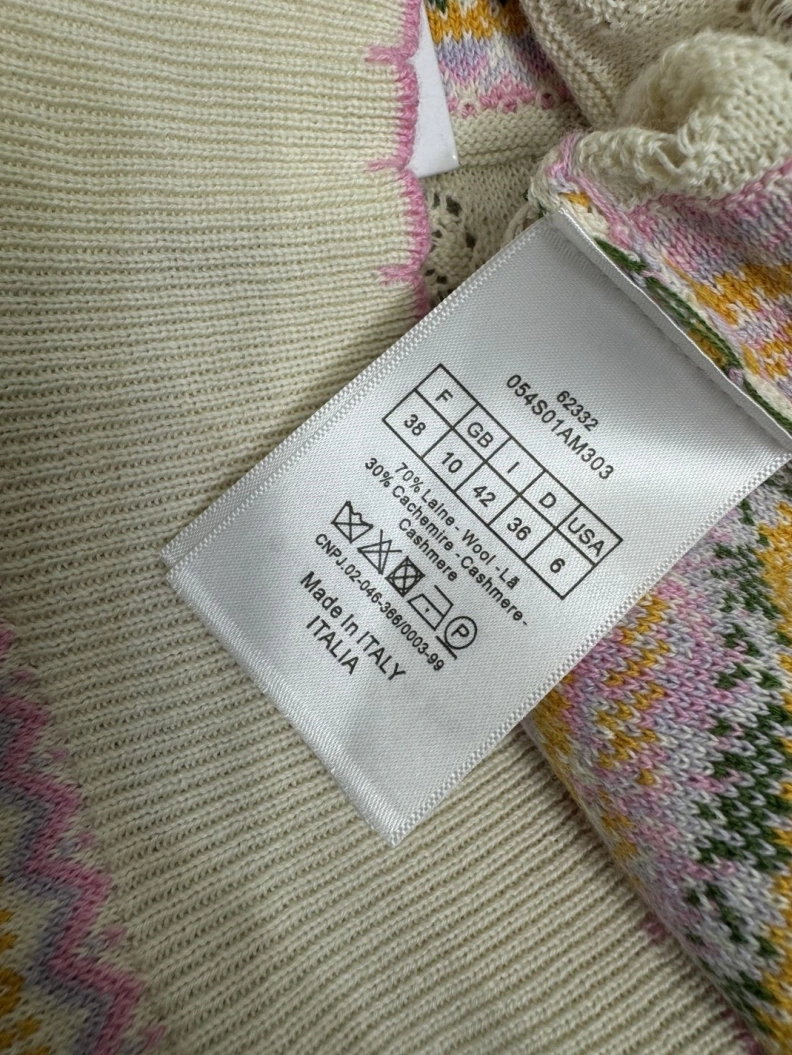 62332
054S01AM303
F GB I D USA
38 10 42 36 6
70% Laine - Wool - Lã
30% Cachemire - Cashmere -
Cashmere
P
CNPJ.02-046-366/0003-99
Made In ITALY
ITALIA